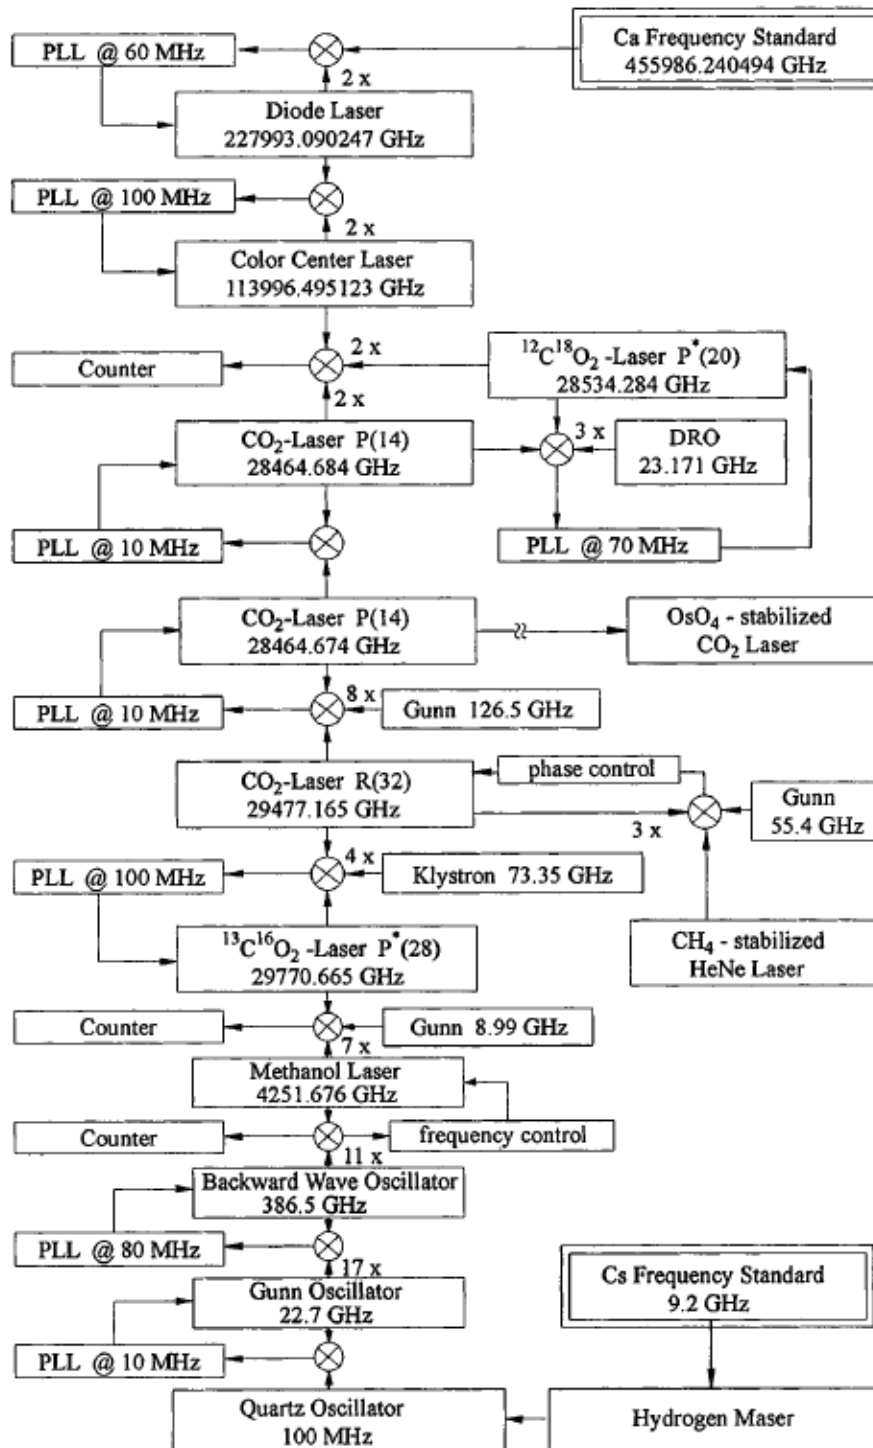 PLL @ 60 MHz
Ca Frequency Standard
455986.240494 GHz
2 x
Diode Laser
227993.090247 GHz
PLL @ 100 MHz
2 x
Color Center Laser
113996.495123 GHz
Counter
2 x
2 x
¹²C¹⁸O₂ -Laser P*(20)
28534.284 GHz
CO₂-Laser P(14)
28464.684 GHz
3 x
DRO
23.171 GHz
PLL @ 10 MHz
PLL @ 70 MHz
CO₂-Laser P(14)
28464.674 GHz
OsO₄ - stabilized
CO₂ Laser
PLL @ 10 MHz
8 x
Gunn 126.5 GHz
CO₂-Laser R(32)
29477.165 GHz
phase control
3 x
Gunn
55.4 GHz
PLL @ 100 MHz
4 x
Klystron 73.35 GHz
¹³C¹⁶O₂ -Laser P*(28)
29770.665 GHz
CH₄ - stabilized
HeNe Laser
Counter
Gunn 8.99 GHz
7 x
Methanol Laser
4251.676 GHz
Counter
frequency control
11 x
Backward Wave Oscillator
386.5 GHz
PLL @ 80 MHz
17 x
Gunn Oscillator
22.7 GHz
Cs Frequency Standard
9.2 GHz
PLL @ 10 MHz
Quartz Oscillator
100 MHz
Hydrogen Maser